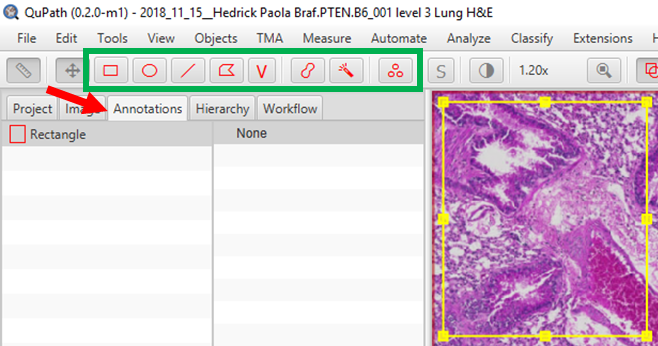 QuPath (0.2.0-m1) - 2018_11_15__Hedrick Paola Braf.PTEN.B6_001 level 3 Lung H&E
File Edit Tools View Objects TMA Measure Automate Analyze Classify Extensions H
V S 1.20x
Project Image Annotations Hierarchy Workflow
Rectangle None